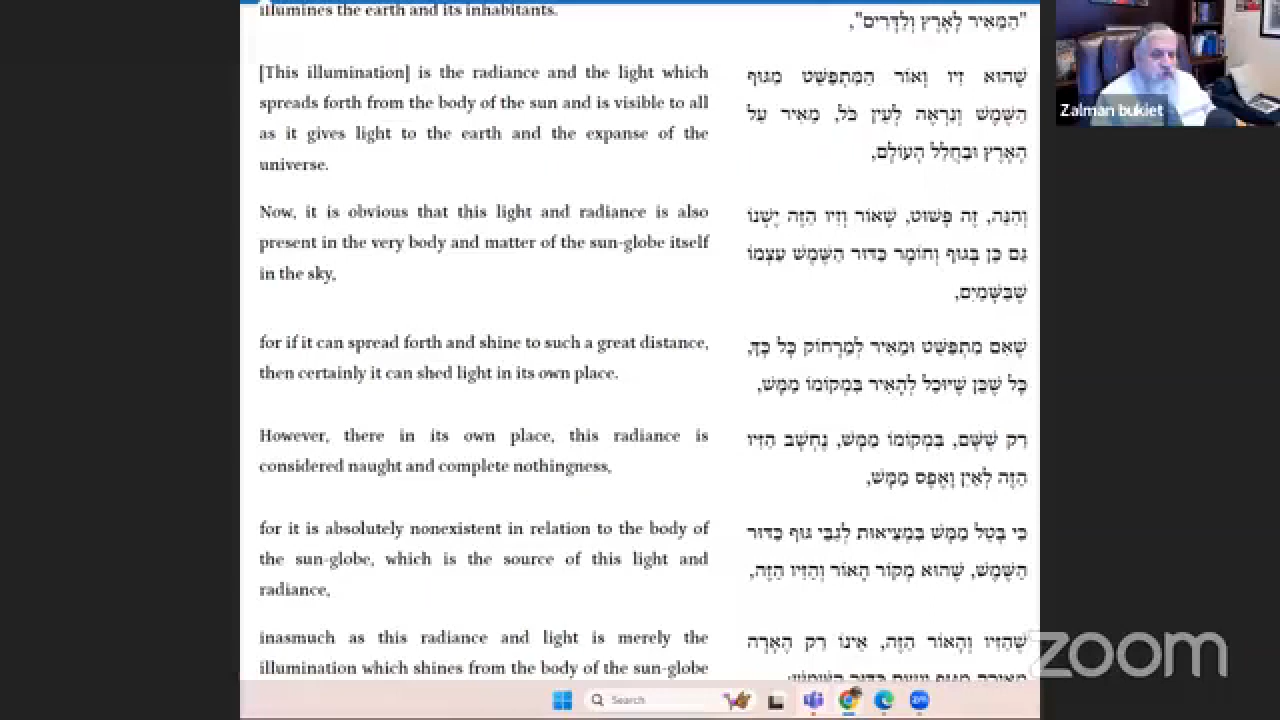 illumines the earth and its inhabitants.
[This illumination] is the radiance and the light which
spreads forth from the body of the sun and is visible to all
as it gives light to the earth and the expanse of the
universe.
Now, it is obvious that this light and radiance is also
present in the very body and matter of the sun-globe itself
in the sky,
for if it can spread forth and shine to such a great distance,
then certainly it can shed light in its own place.
However, there in its own place, this radiance is
considered naught and complete nothingness,
for it is absolutely nonexistent in relation to the body of
the sun-globe, which is the source of this light and
radiance,
inasmuch as this radiance and light is merely the
illumination which shines from the body of the sun-globe
"הַמֵּאִיר לָאָרֶץ וְלַדָּרִים",
שֶׁהוּא זִיו וְאוֹר הַמִּתְפַּשֵּׁט מִגּוּף
הַשֶּׁמֶשׁ וְנִרְאֶה לְעֵין כֹּל, מֵאִיר עַל
הָאָרֶץ וּבַחֲלַל הָעוֹלָם,
וְהִנֵּה, זֶה פָּשׁוּט, שֶׁאוֹר וְזִיו הַזֶּה יֶשְׁנוֹ
גַּם כֵּן בְּגוּף וְחוֹמֶר כַּדּוּר הַשֶּׁמֶשׁ עַצְמוֹ
שֶׁבַּשָּׁמַיִם,
שֶׁאִם מִתְפַּשֵּׁט וּמֵאִיר לְמֵרָחוֹק כָּל כָּךְ,
כָּל שֶׁכֵּן שֶׁיּוּכַל לְהָאִיר בִּמְקוֹמוֹ מַמָּשׁ,
רַק שֶׁשָּׁם, בִּמְקוֹמוֹ מַמָּשׁ, נֶחְשָׁב הַזִּיו
הַזֶּה לְאַיִן וָאֶפֶס מַמָּשׁ,
כִּי בָּטֵל מַמָּשׁ בִּמְצִיאוּת לְגַבֵּי גּוּף כַּדּוּר
הַשֶּׁמֶשׁ, שֶׁהוּא מְקוֹר הָאוֹר וְהַזִּיו הַזֶּה,
שֶׁהַזִּיו וְהָאוֹר הַזֶּה, אֵינוֹ רַק הֶאָרָה
Zalman bukiet
zoom
Search